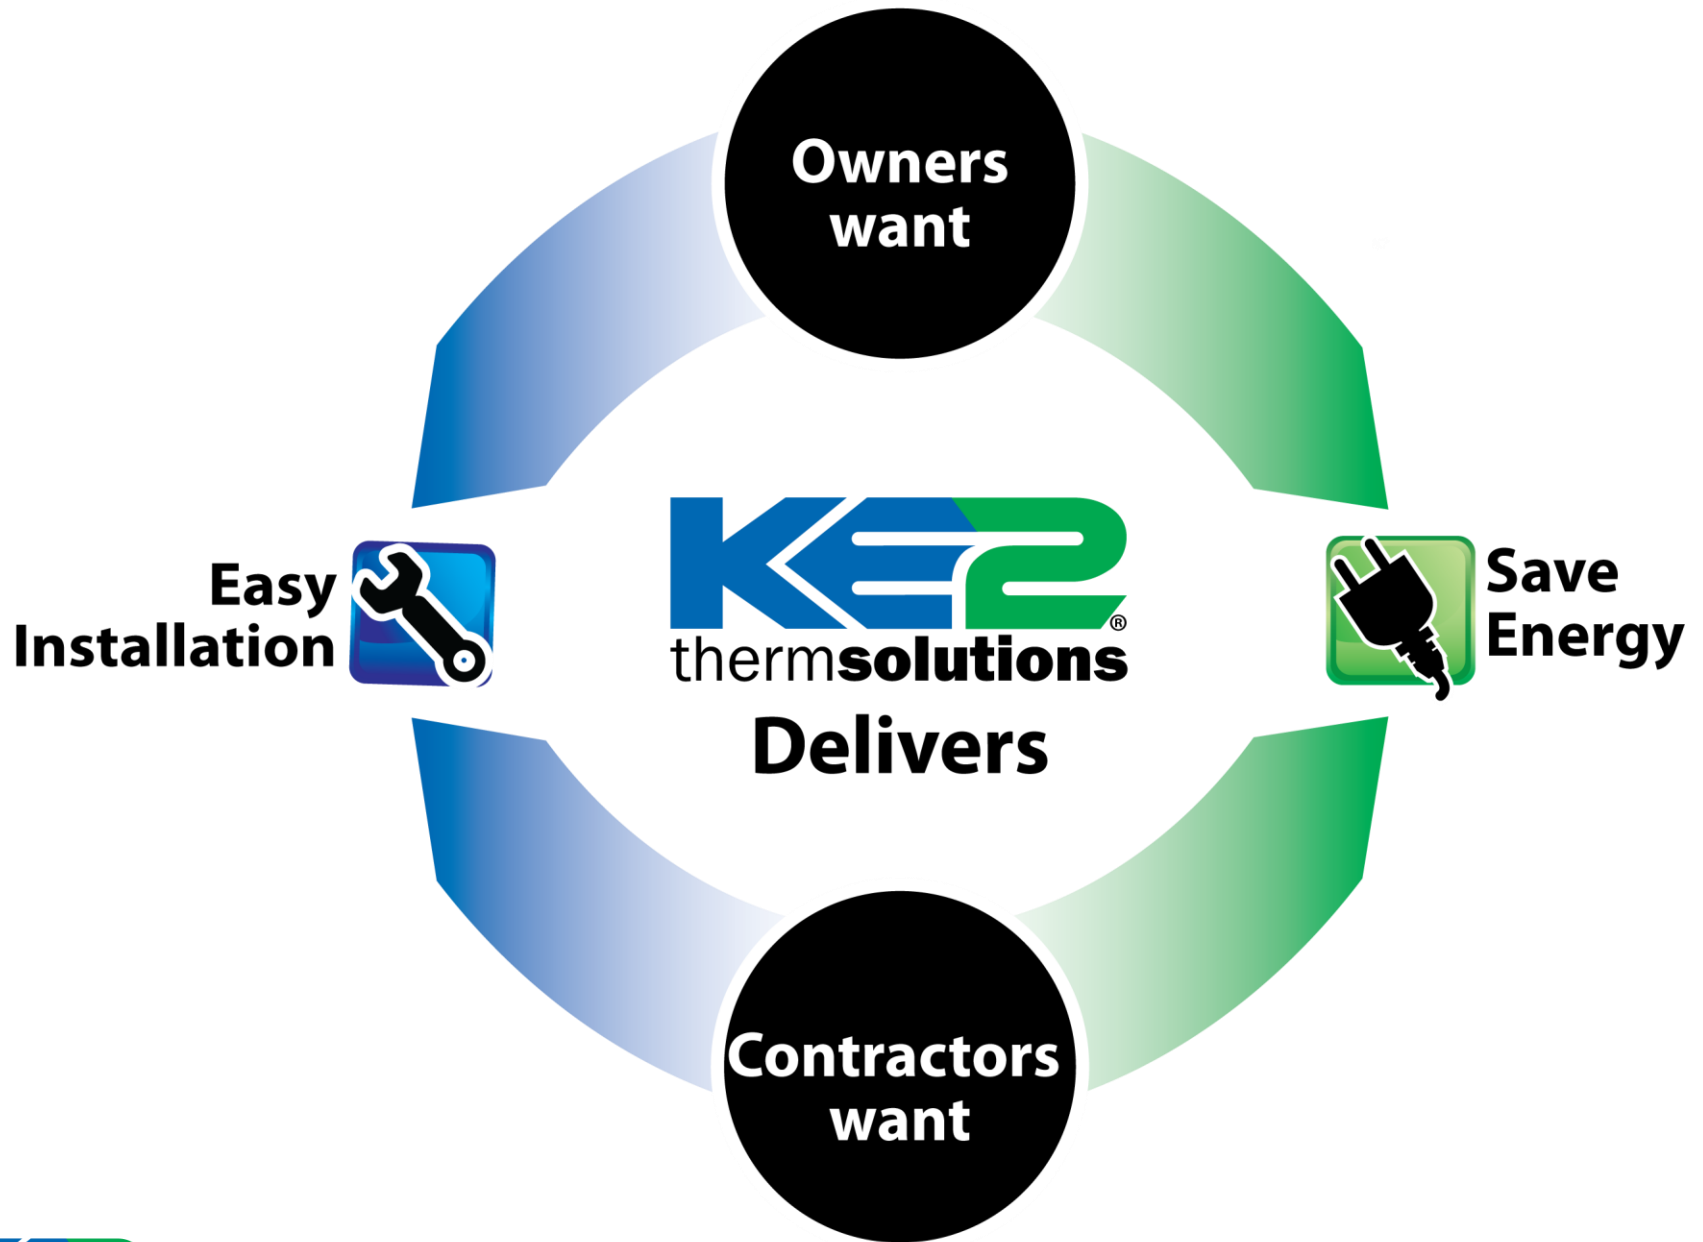 Owners
want
Easy
Installation
KE2
®
thermsolutions
Delivers
Save
Energy
Contractors
want